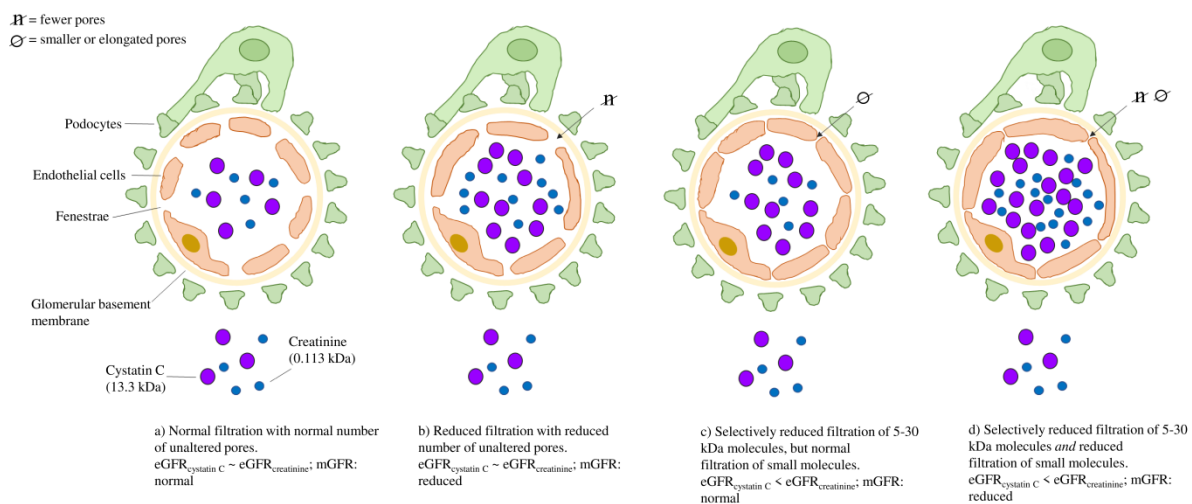 n = fewer pores
∅ = smaller or elongated pores
Podocytes
Endothelial cells
Fenestrae
Glomerular basement
membrane
Cystatin C
(13.3 kDa)
Creatinine
(0.113 kDa)
n
∅
n ∅
a) Normal filtration with normal number
of unaltered pores.
eGFRcystatin C ~ eGFRcreatinine; mGFR:
normal
b) Reduced filtration with reduced
number of unaltered pores.
eGFRcystatin C ~ eGFRcreatinine; mGFR:
reduced
c) Selectively reduced filtration of 5-30
kDa molecules, but normal
filtration of small molecules.
eGFRcystatin C < eGFRcreatinine; mGFR:
normal
d) Selectively reduced filtration of 5-30
kDa molecules and reduced
filtration of small molecules.
eGFRcystatin C < eGFRcreatinine; mGFR:
reduced